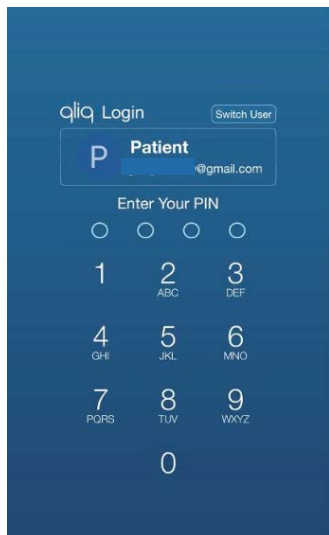 qliq Login
Switch User
P
Patient
@gmail.com
Enter Your PIN
1 2 3
ABC DEF
4 5 6
GHI JKL MNO
7 8 9
PQRS TUV WXYZ
0